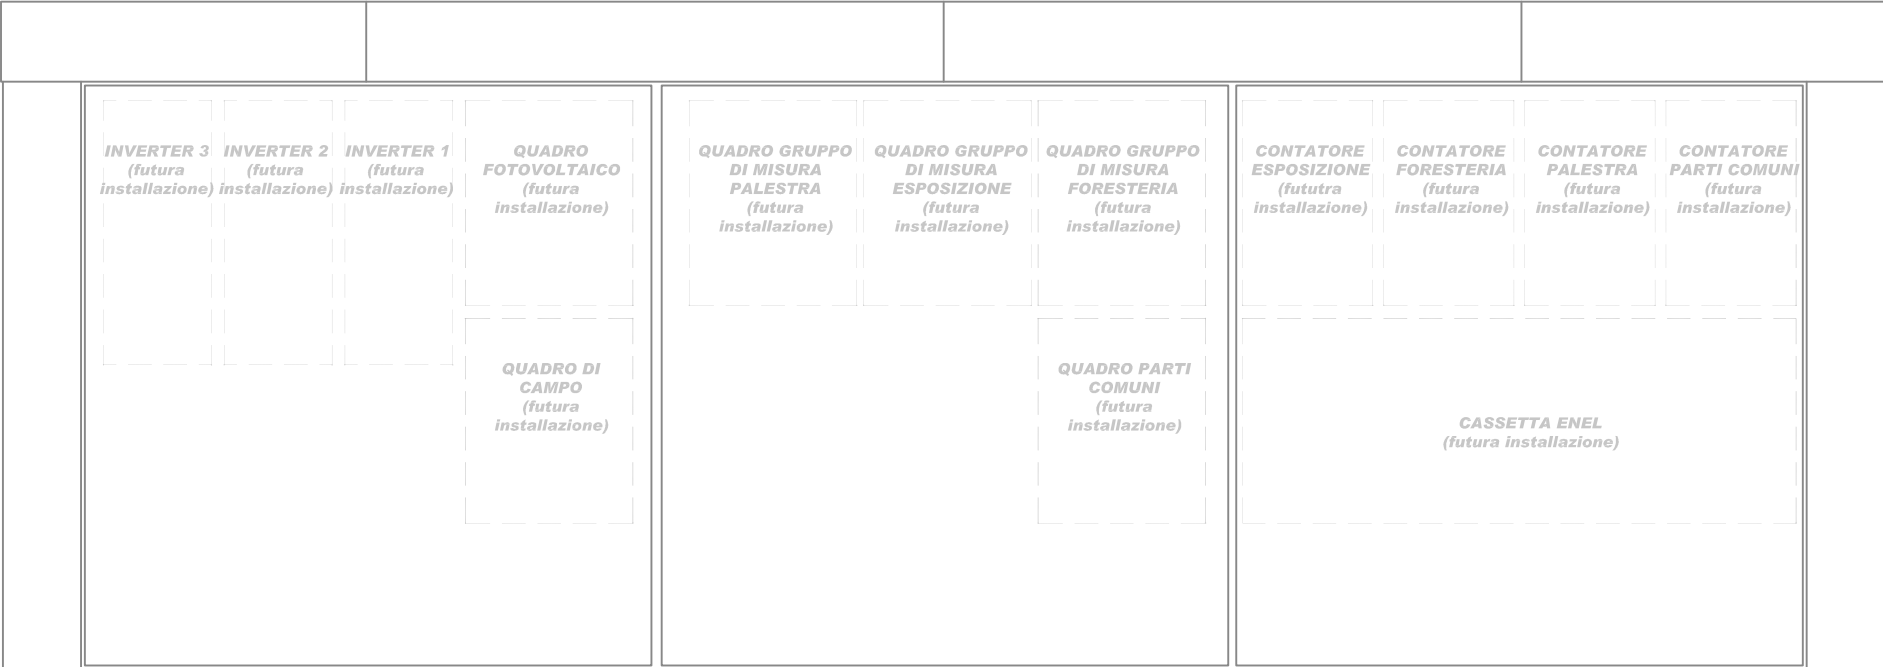 INVERTER 3
(futura
installazione)
INVERTER 2
(futura
installazione)
INVERTER 1
(futura
installazione)
QUADRO
FOTOVOLTAICO
(futura
installazione)
QUADRO DI
CAMPO
(futura
installazione)
QUADRO GRUPPO
DI MISURA
PALESTRA
(futura
installazione)
QUADRO GRUPPO
DI MISURA
ESPOSIZIONE
(futura
installazione)
QUADRO GRUPPO
DI MISURA
FORESTERIA
(futura
installazione)
QUADRO PARTI
COMUNI
(futura
installazione)
CONTATORE
ESPOSIZIONE
(fututra
installazione)
CONTATORE
FORESTERIA
(futura
installazione)
CONTATORE
PALESTRA
(futura
installazione)
CONTATORE
PARTI COMUNI
(futura
installazione)
CASSETTA ENEL
(futura installazione)